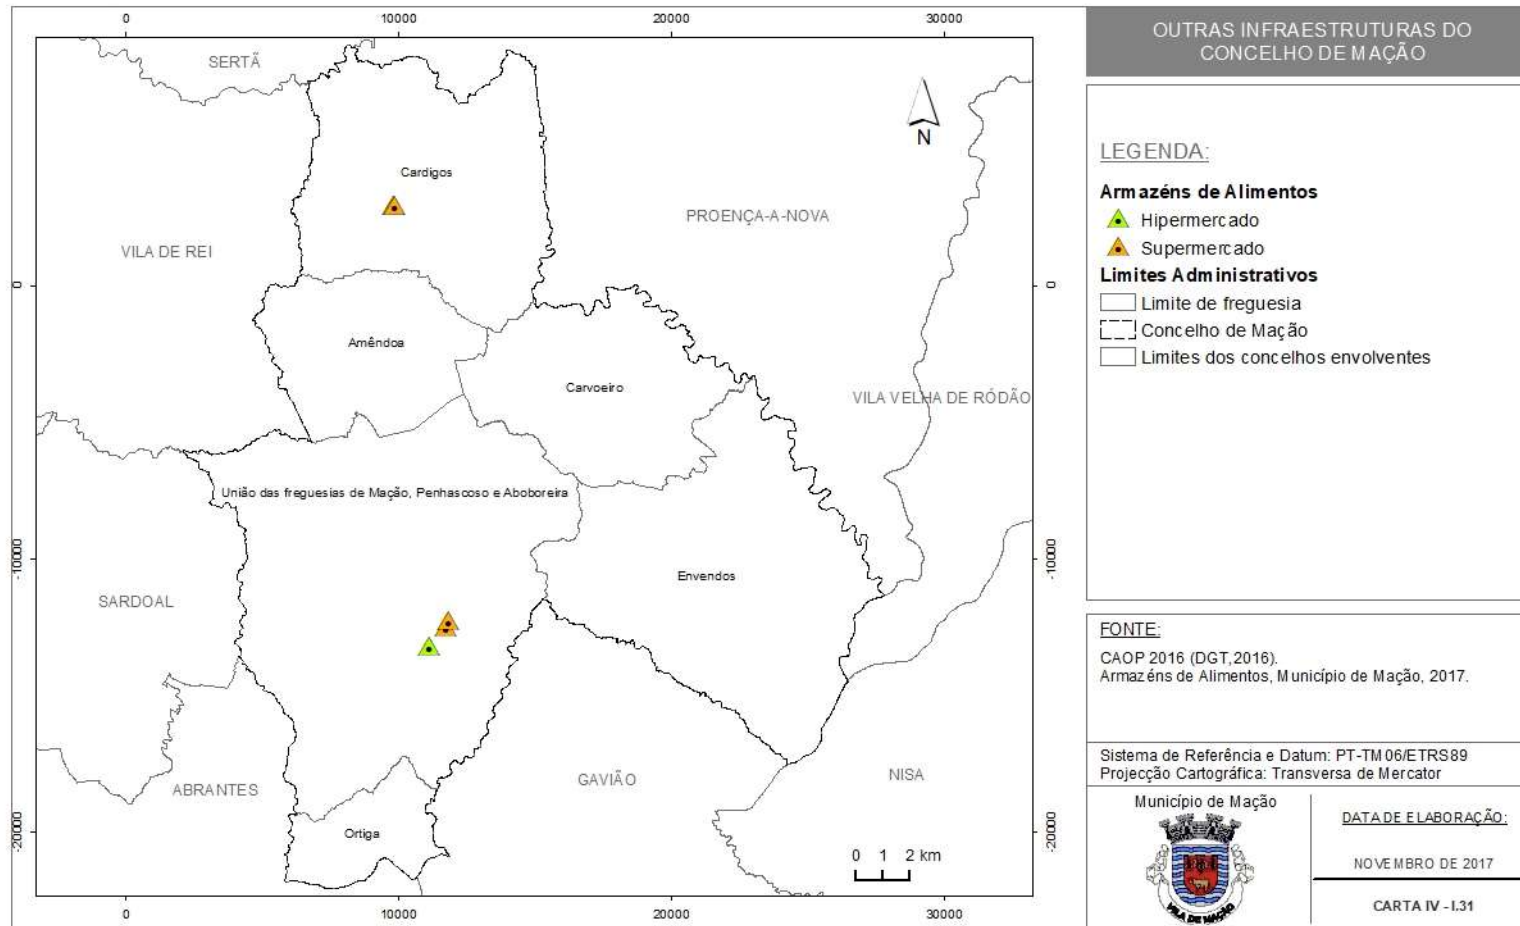 0 10000 20000 30000
SERTÃ
N
Cardigos
PROENÇA-A-NOVA
VILA DE REI
0 0
Amêndoa
Carvoeiro
VILA VELHA DE RÓDÃO
União das freguesias de Mação, Penhascoso e Aboboreira
-10000 -10000
Envendos
SARDOAL
NISA
GAVIÃO
ABRANTES
Ortiga
-20000 -20000
0 1 2 km
0 10000 20000 30000
OUTRAS INFRAESTRUTURAS DO
CONCELHO DE MAÇÃO
LEGENDA:
Armazéns de Alimentos
Hipermercado
Supermercado
Limites Administrativos
Limite de freguesia
Concelho de Mação
Limites dos concelhos envolventes
FONTE:
CAOP 2016 (DGT,2016).
Armazéns de Alimentos, Município de Mação, 2017.
Sistema de Referência e Datum: PT-TM06/ETRS89
Projecção Cartográfica: Transversa de Mercator
Município de Mação
VILA DE MAÇÃO
DATA DE ELABORAÇÃO:
NOVEMBRO DE 2017
CARTA IV - I.31